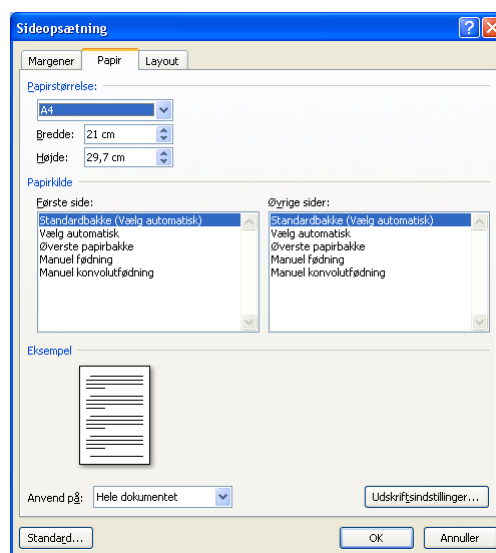 Sideopsætning
Margener Papir Layout
Papirstørrelse:
A4
Bredde: 21 cm
Højde: 29,7 cm
Papirkilde
Første side:
Standardbakke (Vælg automatisk)
Vælg automatisk
Øverste papirbakke
Manuel fødning
Manuel konvolutfødning
Øvrige sider:
Standardbakke (Vælg automatisk)
Vælg automatisk
Øverste papirbakke
Manuel fødning
Manuel konvolutfødning
Eksempel
Anvend på: Hele dokumentet
Udskriftsindstillinger...
Standard... OK Annuller